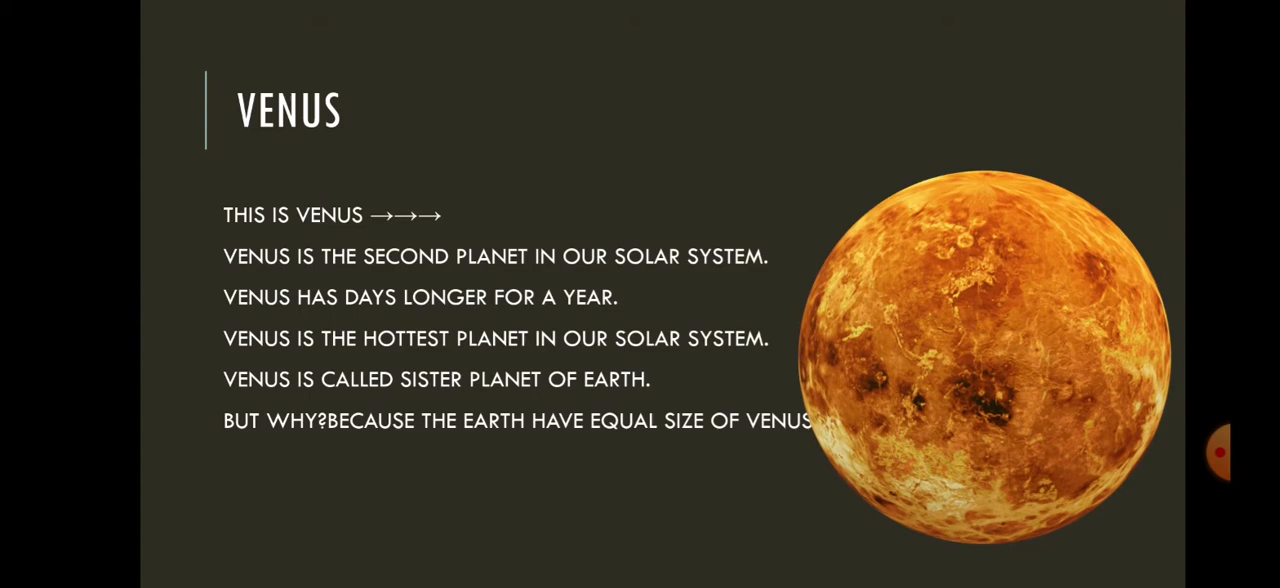 VENUS
THIS IS VENUS →→→
VENUS IS THE SECOND PLANET IN OUR SOLAR SYSTEM.
VENUS HAS DAYS LONGER FOR A YEAR.
VENUS IS THE HOTTEST PLANET IN OUR SOLAR SYSTEM.
VENUS IS CALLED SISTER PLANET OF EARTH.
BUT WHY?BECAUSE THE EARTH HAVE EQUAL SIZE OF VENUS